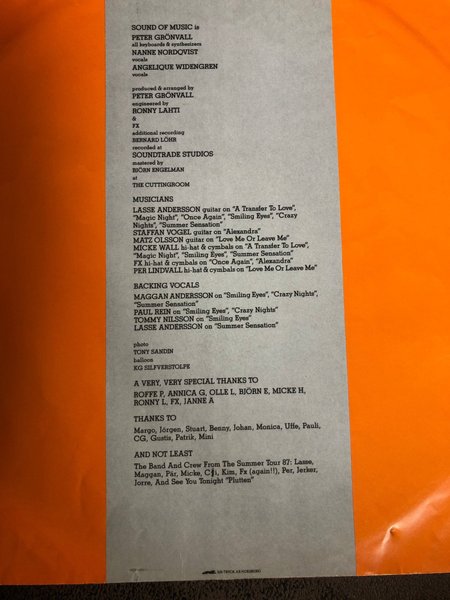 SOUND OF MUSIC is
PETER GRÖNVALL
all keyboards & synthesizers
NANNE NORDQVIST
vocals
ANGELIQUE WIDENGREN
vocals
produced & arranged by
PETER GRÖNVALL
engineered by
RONNY LAHTI
&
FX
additional recording
BERNARD LÖHR
recorded at
SOUNDTRADE STUDIOS
mastered by
BJÖRN ENGELMAN
at
THE CUTTINGROOM
MUSICIANS
LASSE ANDERSSON guitar on "A Transfer To Love",
"Magic Night", "Once Again", "Smiling Eyes", "Crazy
Nights", "Summer Sensation"
STAFFAN VOGEL guitar on "Alexandra"
MATZ OLSSON guitar on "Love Me Or Leave Me"
MICKE WALL hi-hat & cymbals on "A Transfer To Love",
"Magic Night", "Smiling Eyes", "Summer Sensation"
FX hi-hat & cymbals on "Once Again", "Alexandra"
PER LINDVALL hi-hat & cymbals on "Love Me Or Leave Me"
BACKING VOCALS
MAGGAN ANDERSSON on "Smiling Eyes", "Crazy Nights",
"Summer Sensation"
PAUL REIN on "Smiling Eyes", "Crazy Nights"
TOMMY NILSSON on "Smiling Eyes"
LASSE ANDERSSON on "Summer Sensation"
photo
TONY SANDIN
balloon
KG SILFVERSTOLPE
A VERY, VERY SPECIAL THANKS TO
ROFFE P, ANNICA G, OLLE L, BJÖRN E, MICKE H,
RONNY L, FX, JANNE A
THANKS TO
Margo, Jörgen, Stuart, Benny, Johan, Monica, Uffe, Pauli,
CG, Gustis, Patrik, Mini
AND NOT LEAST
The Band And Crew From The Summer Tour 87: Lasse,
Maggan, Pär, Micke, Kim, Fx (again!!), Per, Jerker,
Jorre, And See You Tonight "Plutten"